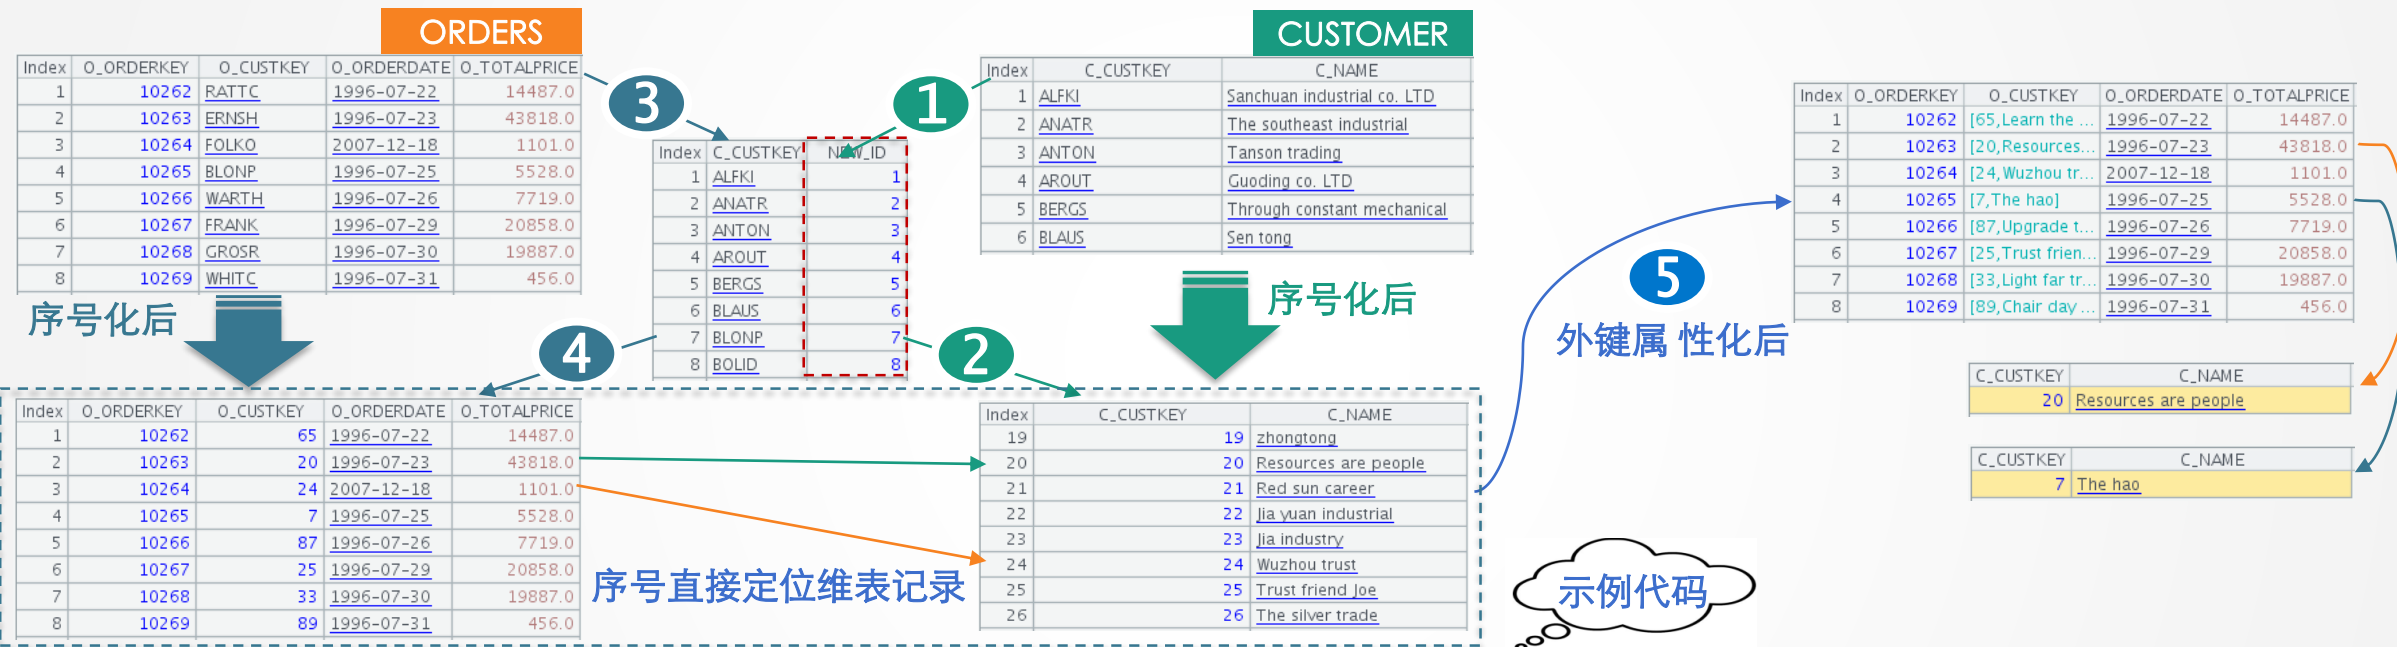 ORDERS
Index O_ORDERKEY O_CUSTKEY O_ORDERDATE O_TOTALPRICE
1 10262 RATTC 1996-07-22 14487.0
2 10263 ERNSH 1996-07-23 43818.0
3 10264 FOLKO 2007-12-18 1101.0
4 10265 BLONP 1996-07-25 5528.0
5 10266 WARTH 1996-07-26 7719.0
6 10267 FRANK 1996-07-29 20858.0
7 10268 GROSR 1996-07-30 19887.0
8 10269 WHITC 1996-07-31 456.0
序号化后
3
1
Index C_CUSTKEY NEW_ID
1 ALFKI 1
2 ANATR 2
3 ANTON 3
4 AROUT 4
5 BERGS 5
6 BLAUS 6
7 BLONP 7
8 BOLID 8
4
2
CUSTOMER
Index C_CUSTKEY C_NAME
1 ALFKI Sanchuan industrial co. LTD
2 ANATR The southeast industrial
3 ANTON Tanson trading
4 AROUT Guoding co. LTD
5 BERGS Through constant mechanical
6 BLAUS Sen tong
序号化后
Index O_ORDERKEY O_CUSTKEY O_ORDERDATE O_TOTALPRICE
1 10262 65 1996-07-22 14487.0
2 10263 20 1996-07-23 43818.0
3 10264 24 2007-12-18 1101.0
4 10265 7 1996-07-25 5528.0
5 10266 87 1996-07-26 7719.0
6 10267 25 1996-07-29 20858.0
7 10268 33 1996-07-30 19887.0
8 10269 89 1996-07-31 456.0
序号直接定位维表记录
Index C_CUSTKEY C_NAME
19 19 zhongtong
20 20 Resources are people
21 21 Red sun career
22 22 Jia yuan industrial
23 23 Jia industry
24 24 Wuzhou trust
25 25 Trust friend Joe
26 26 The silver trade
5
外键属 性化后
Index O_ORDERKEY O_CUSTKEY O_ORDERDATE O_TOTALPRICE
1 10262 [65,Learn the ... 1996-07-22 14487.0
2 10263 [20,Resources... 1996-07-23 43818.0
3 10264 [24,Wuzhou tr... 2007-12-18 1101.0
4 10265 [7,The hao] 1996-07-25 5528.0
5 10266 [87,Upgrade t... 1996-07-26 7719.0
6 10267 [25,Trust frien... 1996-07-29 20858.0
7 10268 [33,Light far tr... 1996-07-30 19887.0
8 10269 [89,Chair day ... 1996-07-31 456.0
C_CUSTKEY C_NAME
20 Resources are people
C_CUSTKEY C_NAME
7 The hao
示例代码